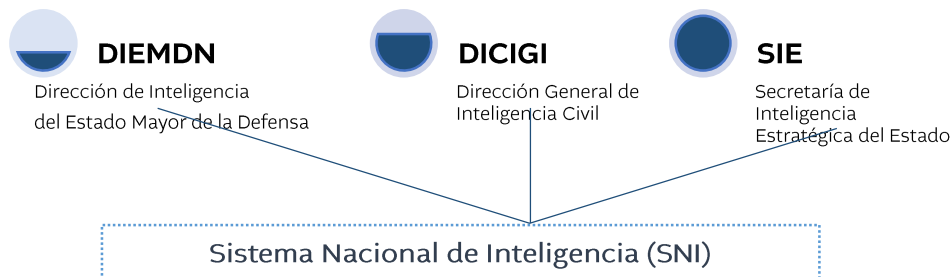 DIEMDN
Dirección de Inteligencia
del Estado Mayor de la Defensa
DICIGI
Dirección General de
Inteligencia Civil
SIE
Secretaría de
Inteligencia
Estratégica del Estado
Sistema Nacional de Inteligencia (SNI)